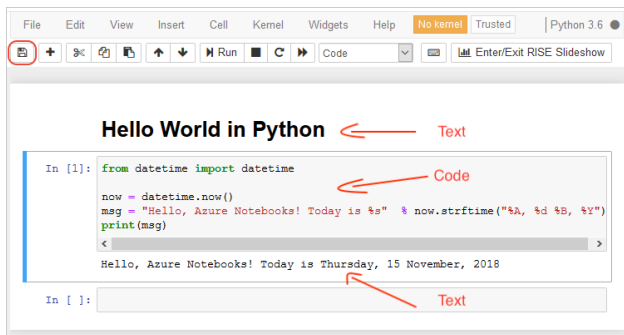 File Edit View Insert Cell Kernel Widgets Help No kernel Trusted Python 3.6
Run Code Enter/Exit RISE Slideshow
Hello World in Python Text
In [1]: from datetime import datetime
Code
now = datetime.now()
msg = "Hello, Azure Notebooks! Today is %s" % now.strftime("%A, %d %B, %Y")
print(msg)
Hello, Azure Notebooks! Today is Thursday, 15 November, 2018
In [ ]: Text